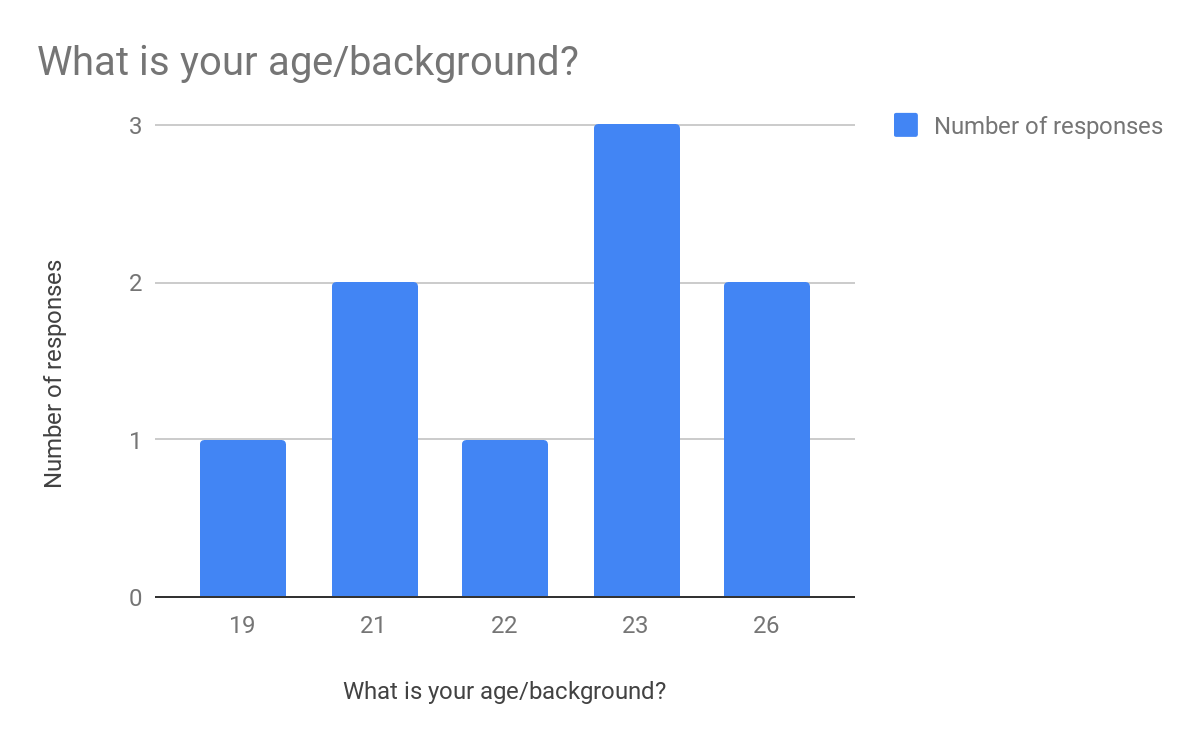 What is your age/background?
Number of responses
3
2
1
0
Number of responses
19 21 22 23 26
What is your age/background?